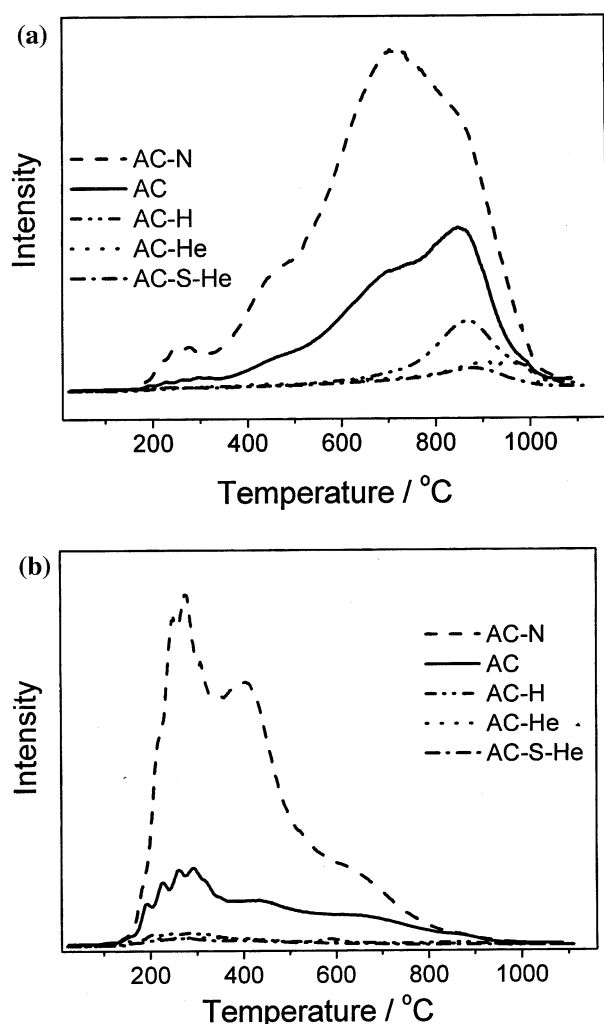 (a)
Intensity
AC-N
AC
AC-H
AC-He
AC-S-He
200 400 600 800 1000
Temperature / °C
(b)
Intensity
AC-N
AC
AC-H
AC-He
AC-S-He
200 400 600 800 1000
Temperature / °C